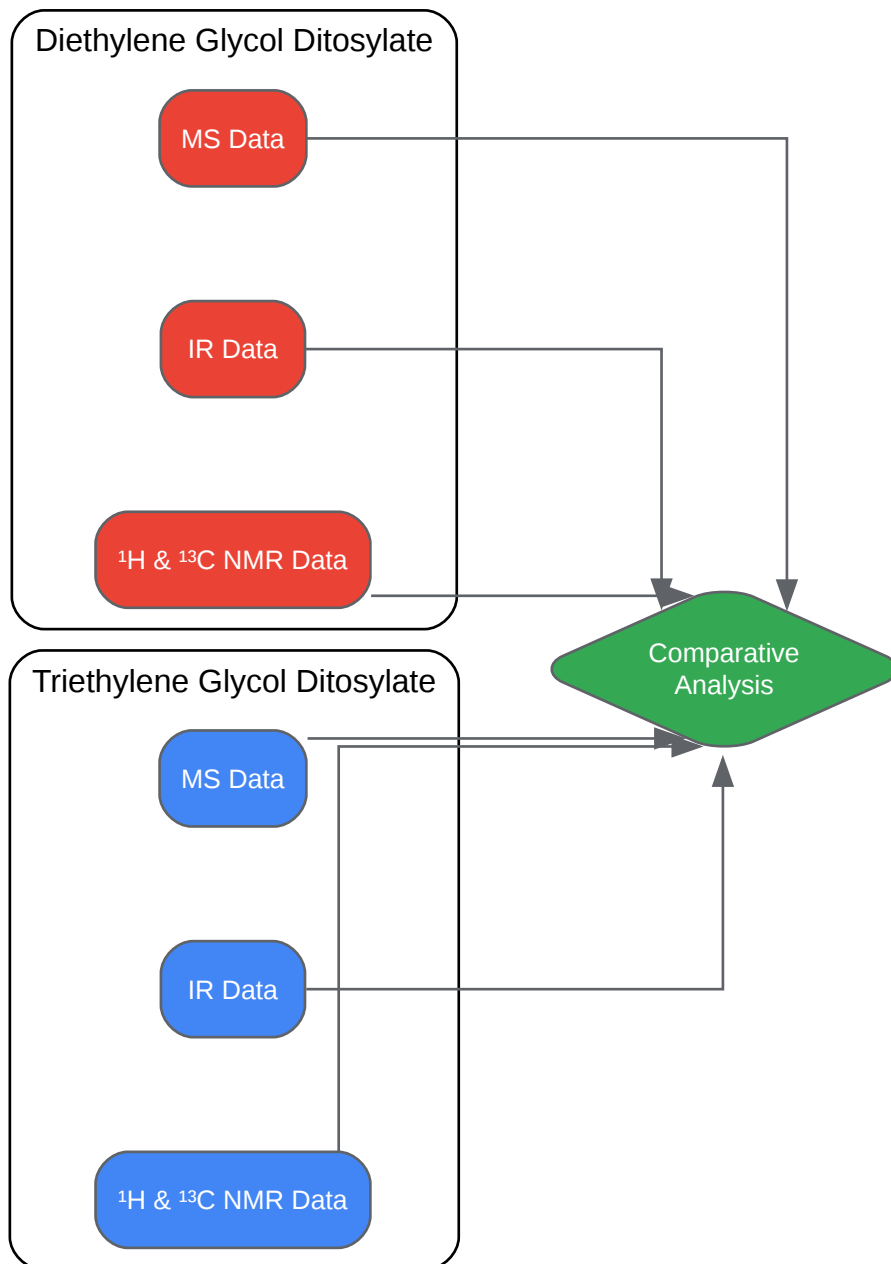 Diethylene Glycol Ditosylate
MS Data
IR Data
¹H & ¹³C NMR Data
Comparative
Analysis
Triethylene Glycol Ditosylate
MS Data
IR Data
¹H & ¹³C NMR Data